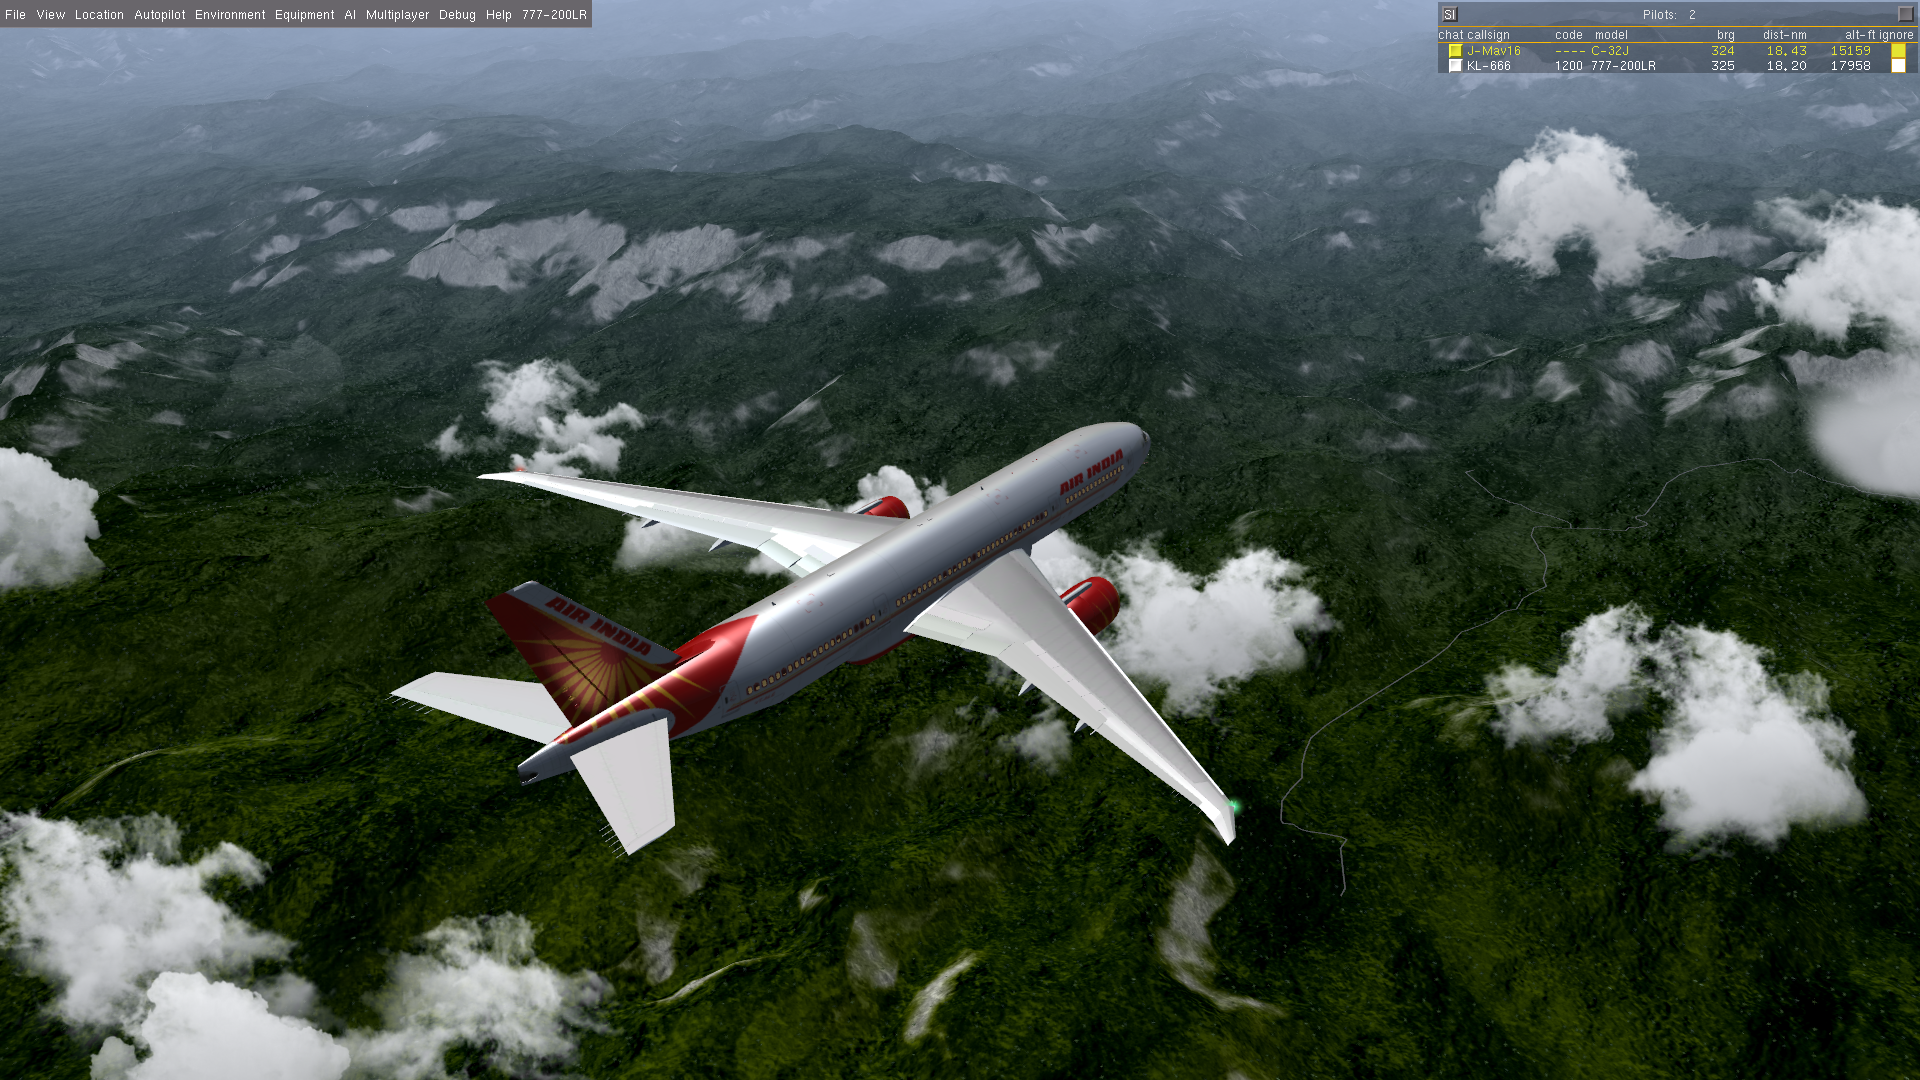 File View Location Autopilot Environment Equipment AI Multiplayer Debug Help 777-200LR
SI Pilots: 2
chat callsign code model brg dist-nm alt-ft ignore
J-Mav16 ---- C-32J 324 18.43 15159
KL-666 1200 777-200LR 325 18.20 17958
AIR INDIA
AIR INDIA